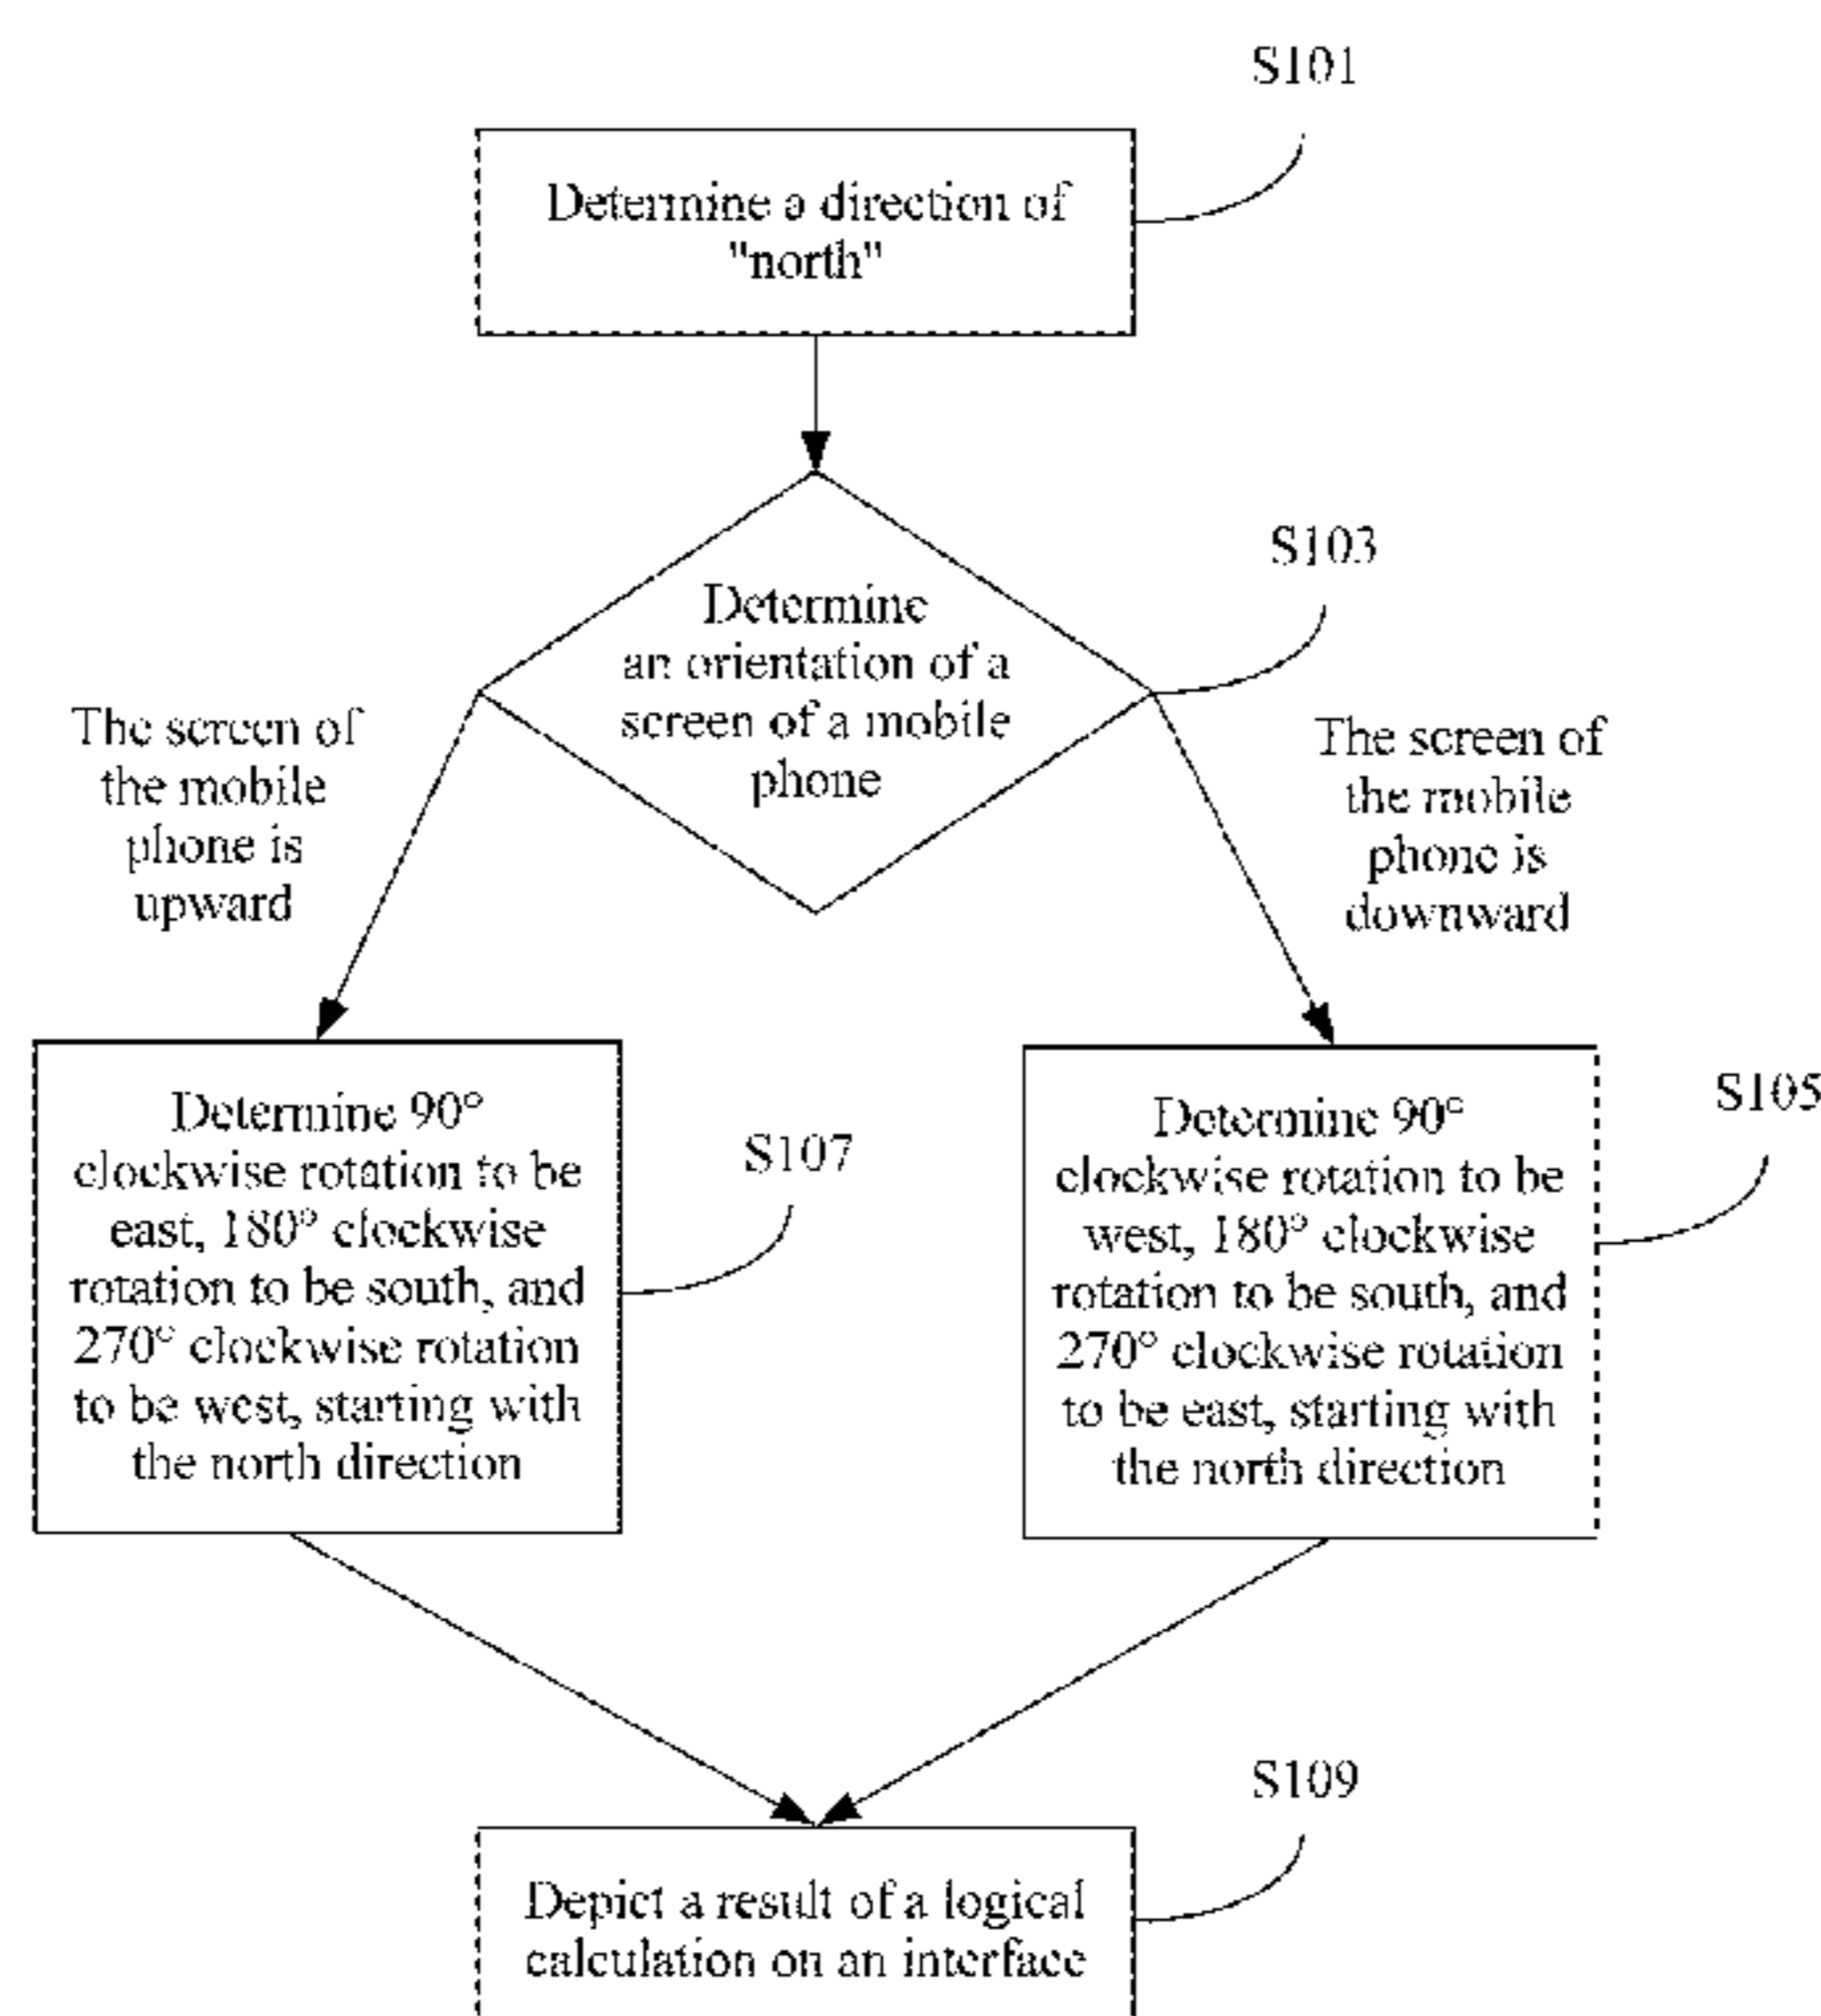 S101
Determine a direction of
"north"
S103
Determine
an orientation of a
screen of a mobile
phone
The screen of
the mobile
phone is
upward
The screen of
the mobile
phone is
downward
S107
Determine 90°
clockwise rotation to be
east, 180° clockwise
rotation to be south, and
270° clockwise rotation
to be west, starting with
the north direction
S105
Determine 90°
clockwise rotation to be
west, 180° clockwise
rotation to be south, and
270° clockwise rotation
to be east, starting with
the north direction
S109
Depict a result of a logical
calculation on an interface